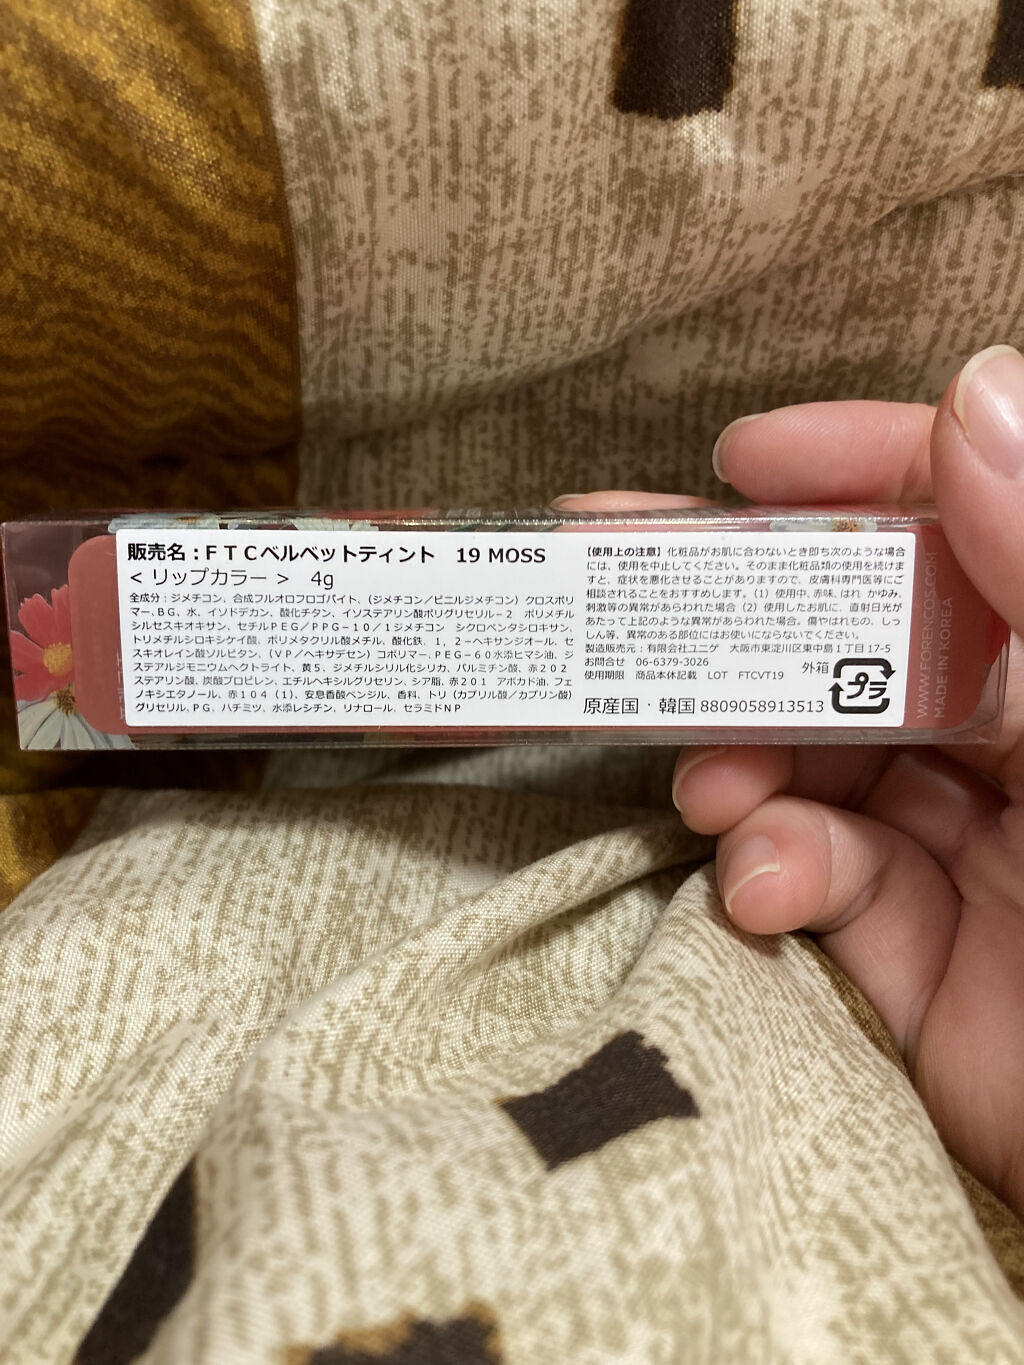 販売名：ＦＴＣベルベットティント　19 MOSS
＜リップカラー＞　4g
全成分：ジメチコン、合成フルオロフロゴパイト、(ジメチコン／ビニルジメチコン) クロスポリ
マー、BG、水、イソドデカン、酸化チタン、イソステアリン酸ポリグリセリル－2　ポリメチル
シルセスキオキサン、セチルPEG／PPG－10／1ジメチコン　シクロペンタシロキサン、
トリメチルシロキシケイ酸、ポリメタクリル酸メチル、酸化鉄、1，2－ヘキサンジオール、セ
スキオレイン酸ソルビタン、(VP／ヘキサデセン) コポリマー、PEG－60水添ヒマシ油、ジ
ステアルジモニウムヘクトライト、黄5、ジメチルシリル化シリカ、パルミチン酸、赤202
ステアリン酸、炭酸プロピレン、エチルヘキシルグリセリン、シア脂、赤201 アボカド油、フェ
ノキシエタノール、赤104 (1)、安息香酸ベンジル、香料、トリ (カプリル酸／カプリン酸)
グリセリル、PG、ハチミツ、水添レシチン、リナロール、セラミドNP
【使用上の注意】化粧品がお肌に合わないとき即ち次のような場合
には、使用を中止してください。そのまま化粧品類の使用を続けま
すと、症状を悪化させることがありますので、皮膚科専門医等にご
相談されることをおすすめします。(1) 使用中、赤味、はれ かゆみ、
刺激等の異常があらわれた場合 (2) 使用したお肌に、直射日光が
あたって上記のような異常があらわれた場合。傷やはれもの、しっ
しん等、異常のある部位にはお使いにならないでください。
製造販売元：有限会社ユニゲ　大阪市東淀川区東中島１丁目17-5
お問合せ　06-6379-3026
使用期限　商品本体記載　LOT　FTCVT19
外箱
プラ
原産国・韓国 8809058913513
WWW.FORENCOS.COM
MADE IN KOREA